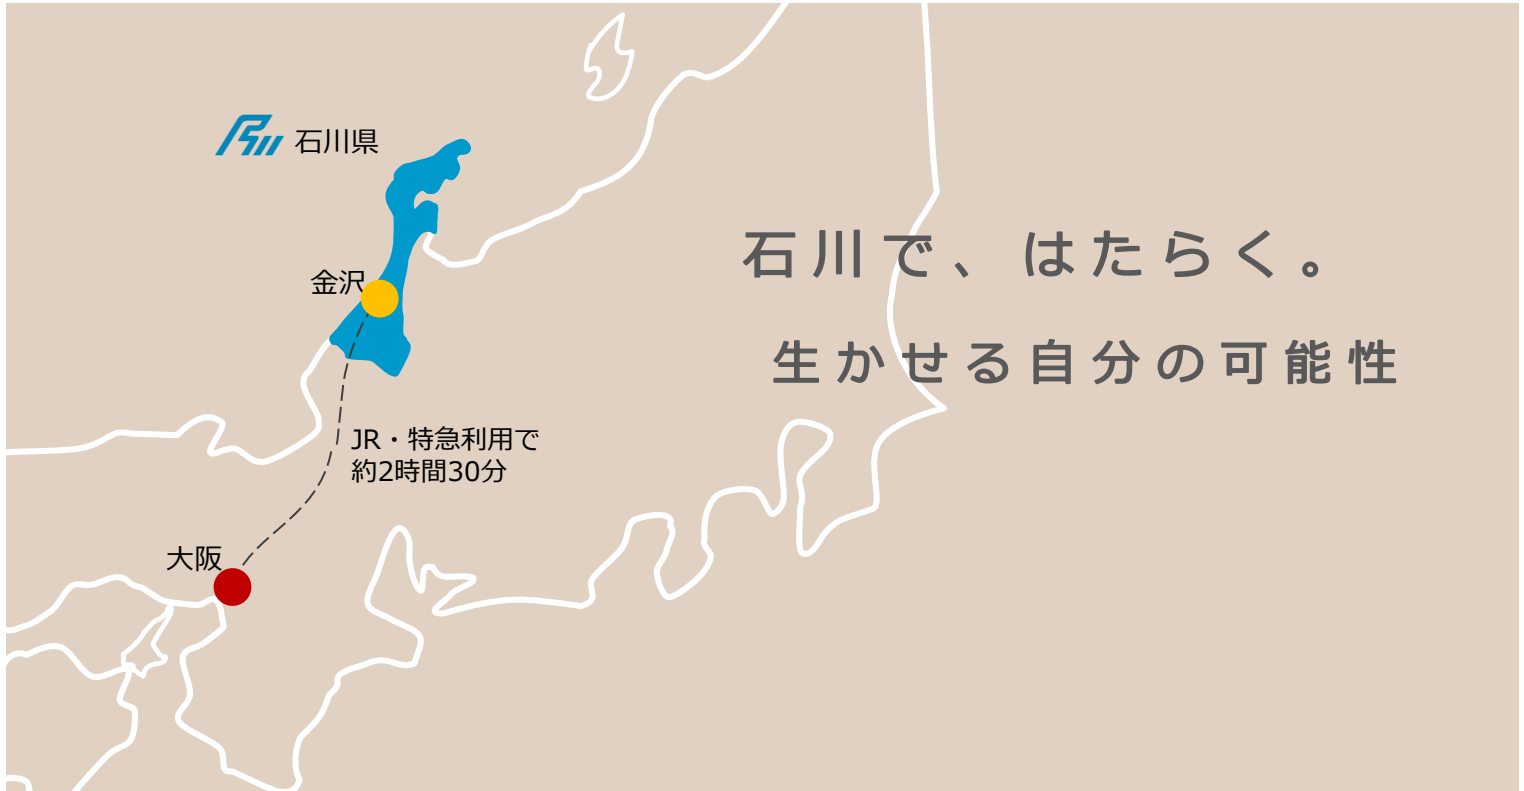 石川県
石川で、はたらく。
金沢
生かせる自分の可能性
JR・特急利用で
約2時間30分
大阪